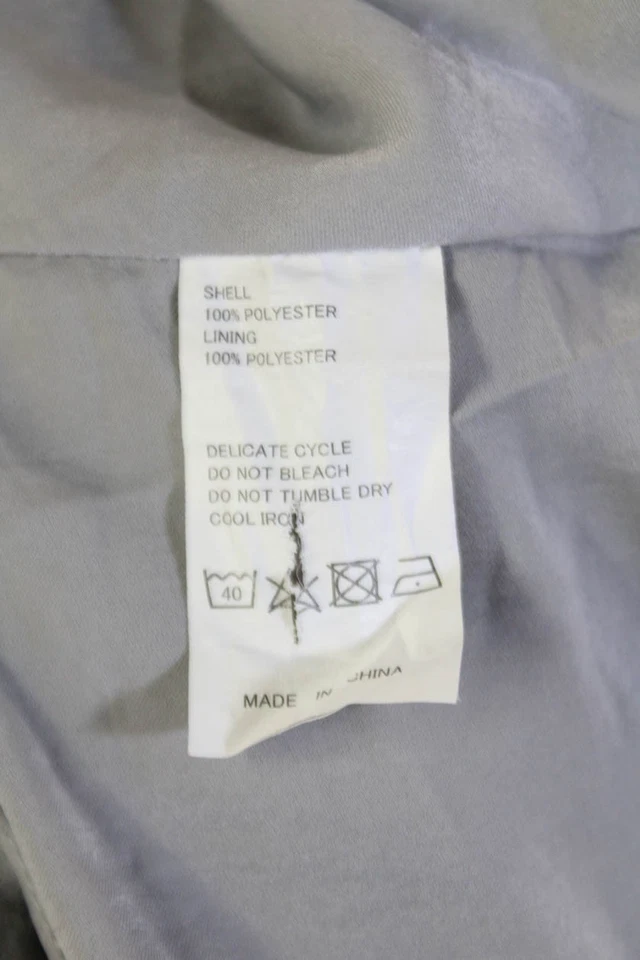 SHELL
100% POLYESTER
LINING
100% POLYESTER
DELICATE CYCLE
DO NOT BLEACH
DO NOT TUMBLE DRY
COOL IRON
40
MADE IN CHINA